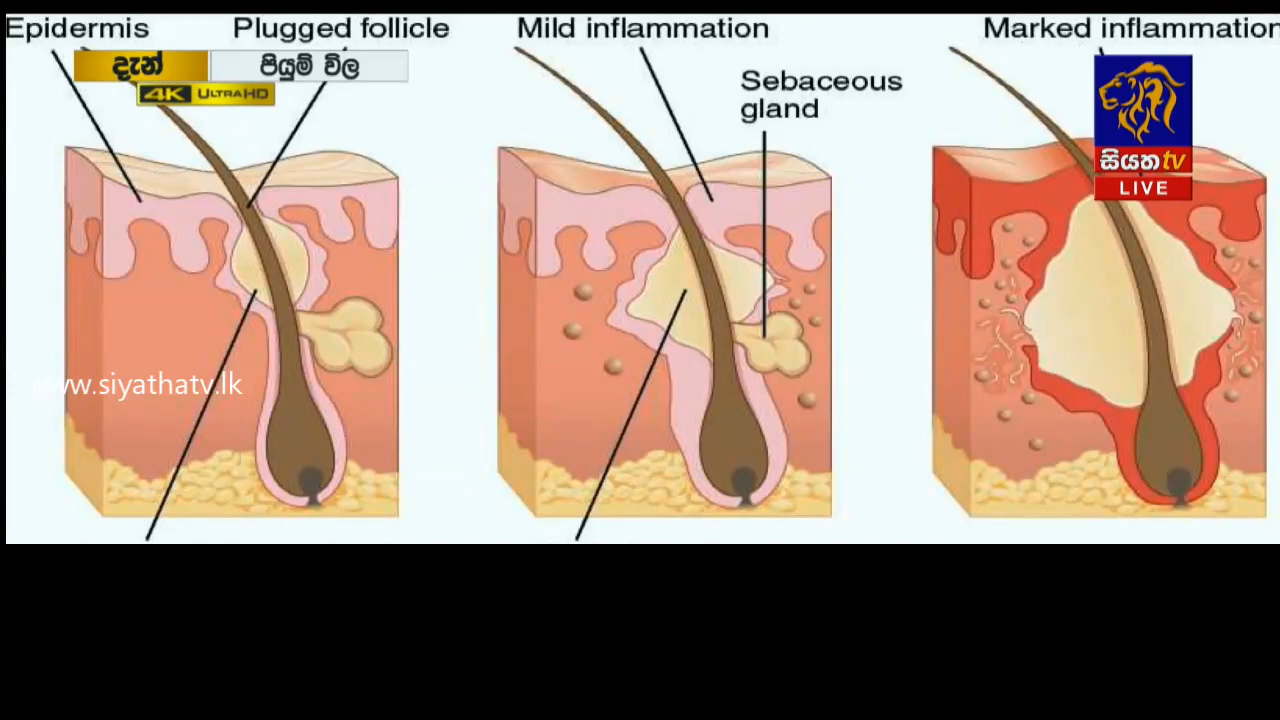 Epidermis
Plugged follicle
Mild inflammation
Marked inflammation
දැන්
පියුම් විල
4K ULTRAHD
Sebaceous
gland
සියත tv
LIVE
www.siyathatv.lk